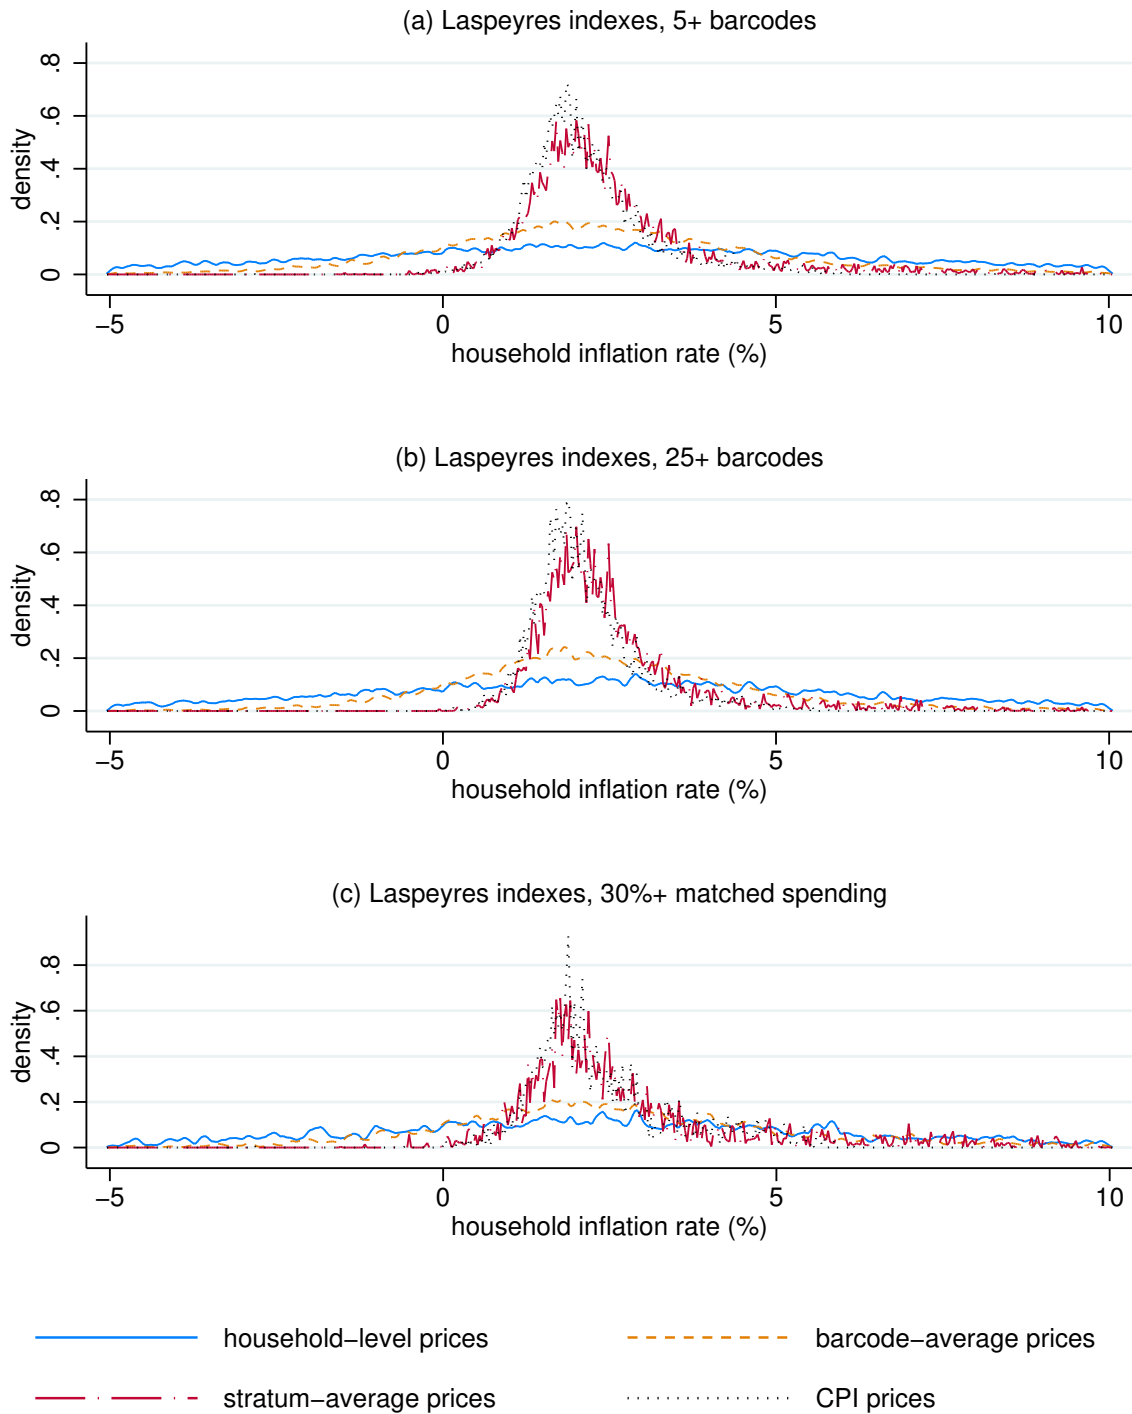 (a) Laspeyres indexes, 5+ barcodes
.8
.6
.4
.2
0
density
−5 0 5 10
household inflation rate (%)
(b) Laspeyres indexes, 25+ barcodes
.8
.6
.4
.2
0
density
−5 0 5 10
household inflation rate (%)
(c) Laspeyres indexes, 30%+ matched spending
.8
.6
.4
.2
0
density
−5 0 5 10
household inflation rate (%)
household−level prices barcode−average prices
stratum−average prices CPI prices